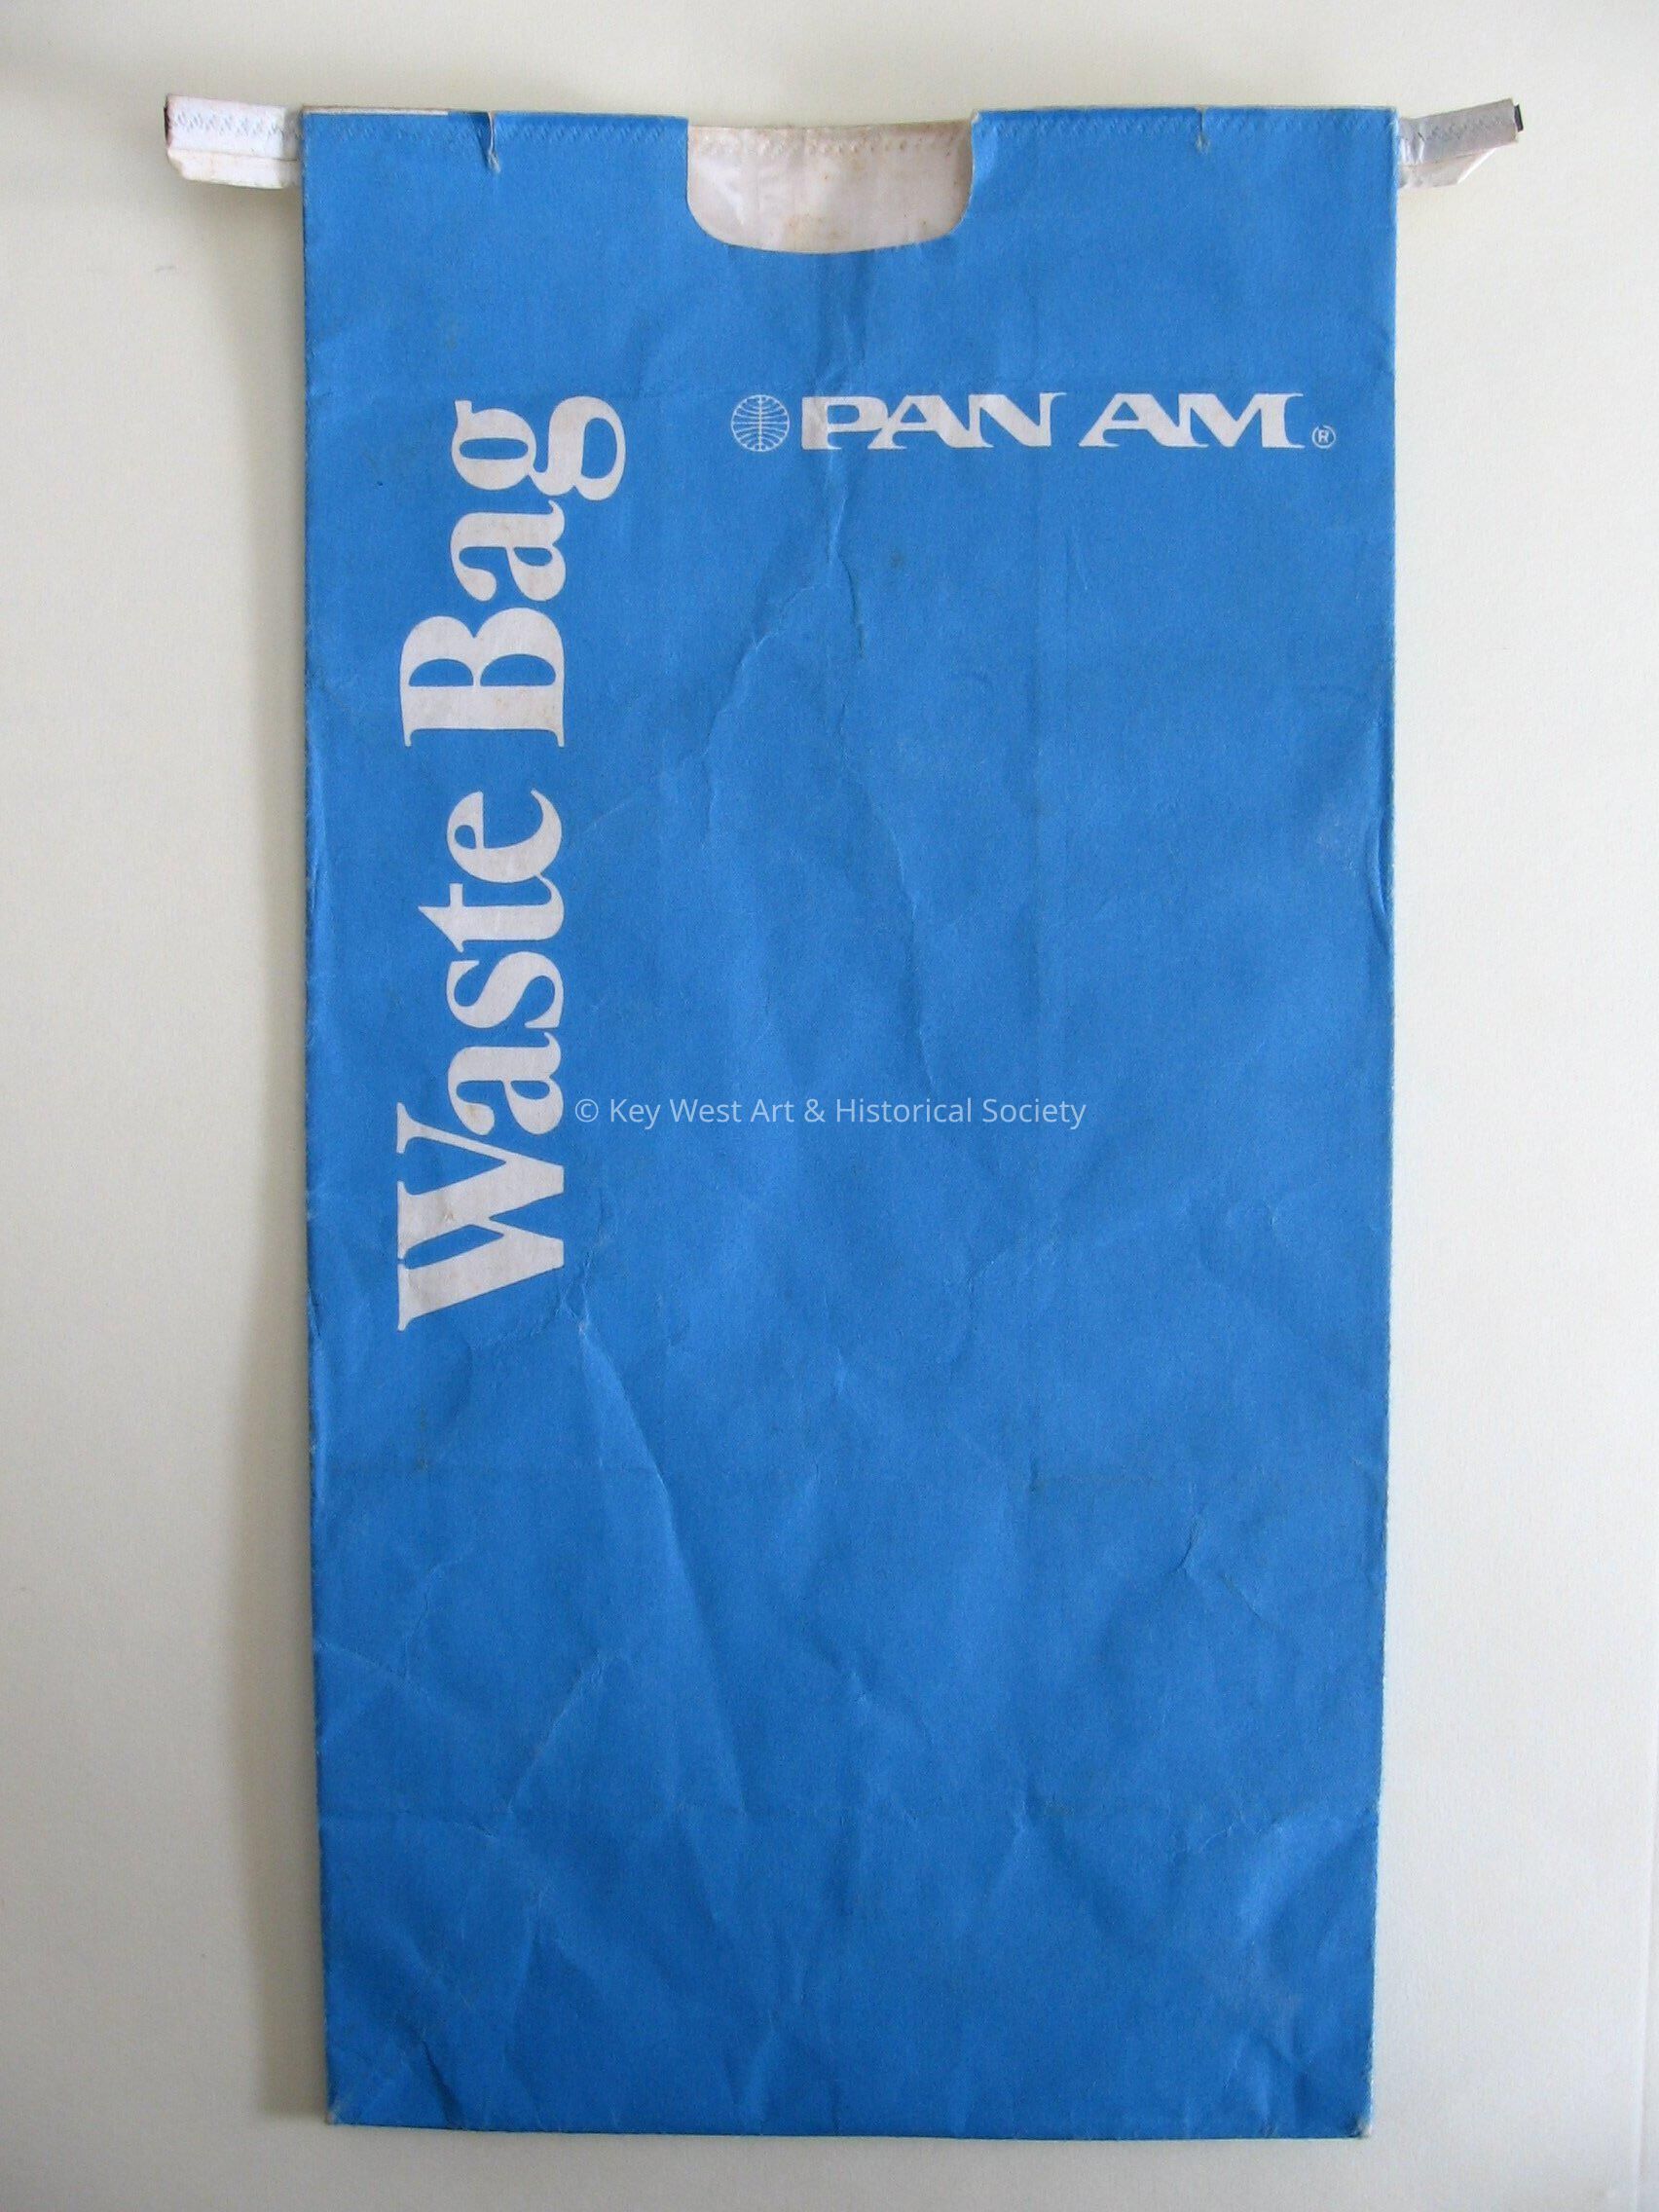 PAN AM ®
Waste Bag
© Key West Art & Historical Society